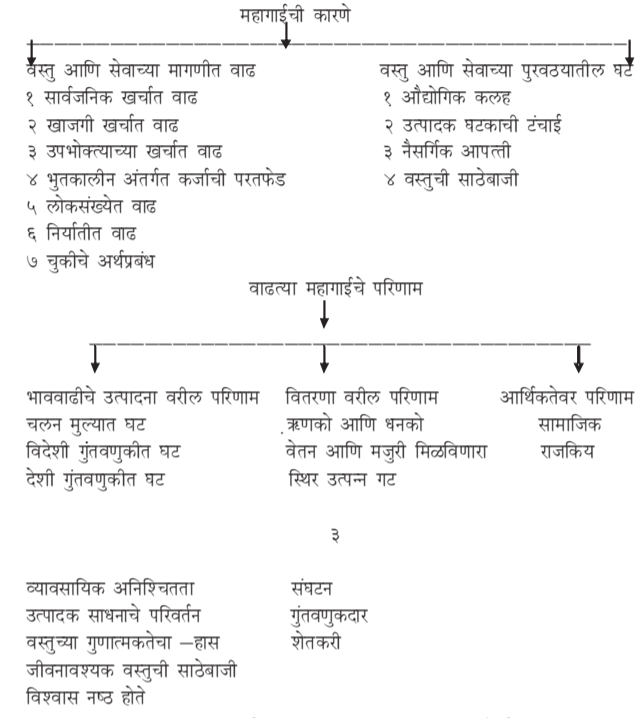 महागाईची कारणे
वस्तु आणि सेवाच्या मागणीत वाढ
१ सार्वजनिक खर्चात वाढ
२ खाजगी खर्चात वाढ
३ उपभोक्त्याच्या खर्चात वाढ
४ भुतकालीन अंतर्गत कर्जाची परतफेड
५ लोकसंख्येत वाढ
६ निर्यातीत वाढ
७ चुकीचे अर्थप्रबंध
वस्तु आणि सेवाच्या पुरवठयातील घट
१ औद्योगिक कलह
२ उत्पादक घटकाची टंचाई
३ नैसर्गिक आपत्ती
४ वस्तुची साठेबाजी
वाढत्या महागाईचे परिणाम
भाववाढीचे उत्पादना वरील परिणाम
चलन मुल्यात घट
विदेशी गुंतवणुकीत घट
देशी गुंतवणुकीत घट
वितरणा वरील परिणाम
ऋणको आणि धनको
वेतन आणि मजुरी मिळविणारा
स्थिर उत्पन्न गट
आर्थिकतेवर परिणाम
सामाजिक
राजकिय
३
व्यावसायिक अनिश्चितता
उत्पादक साधनाचे परिवर्तन
वस्तुच्या गुणात्मकतेचा –हास
जीवनावश्यक वस्तुची साठेबाजी
विश्वास नष्ठ होते
संघटन
गुंतवणुकदार
शेतकरी